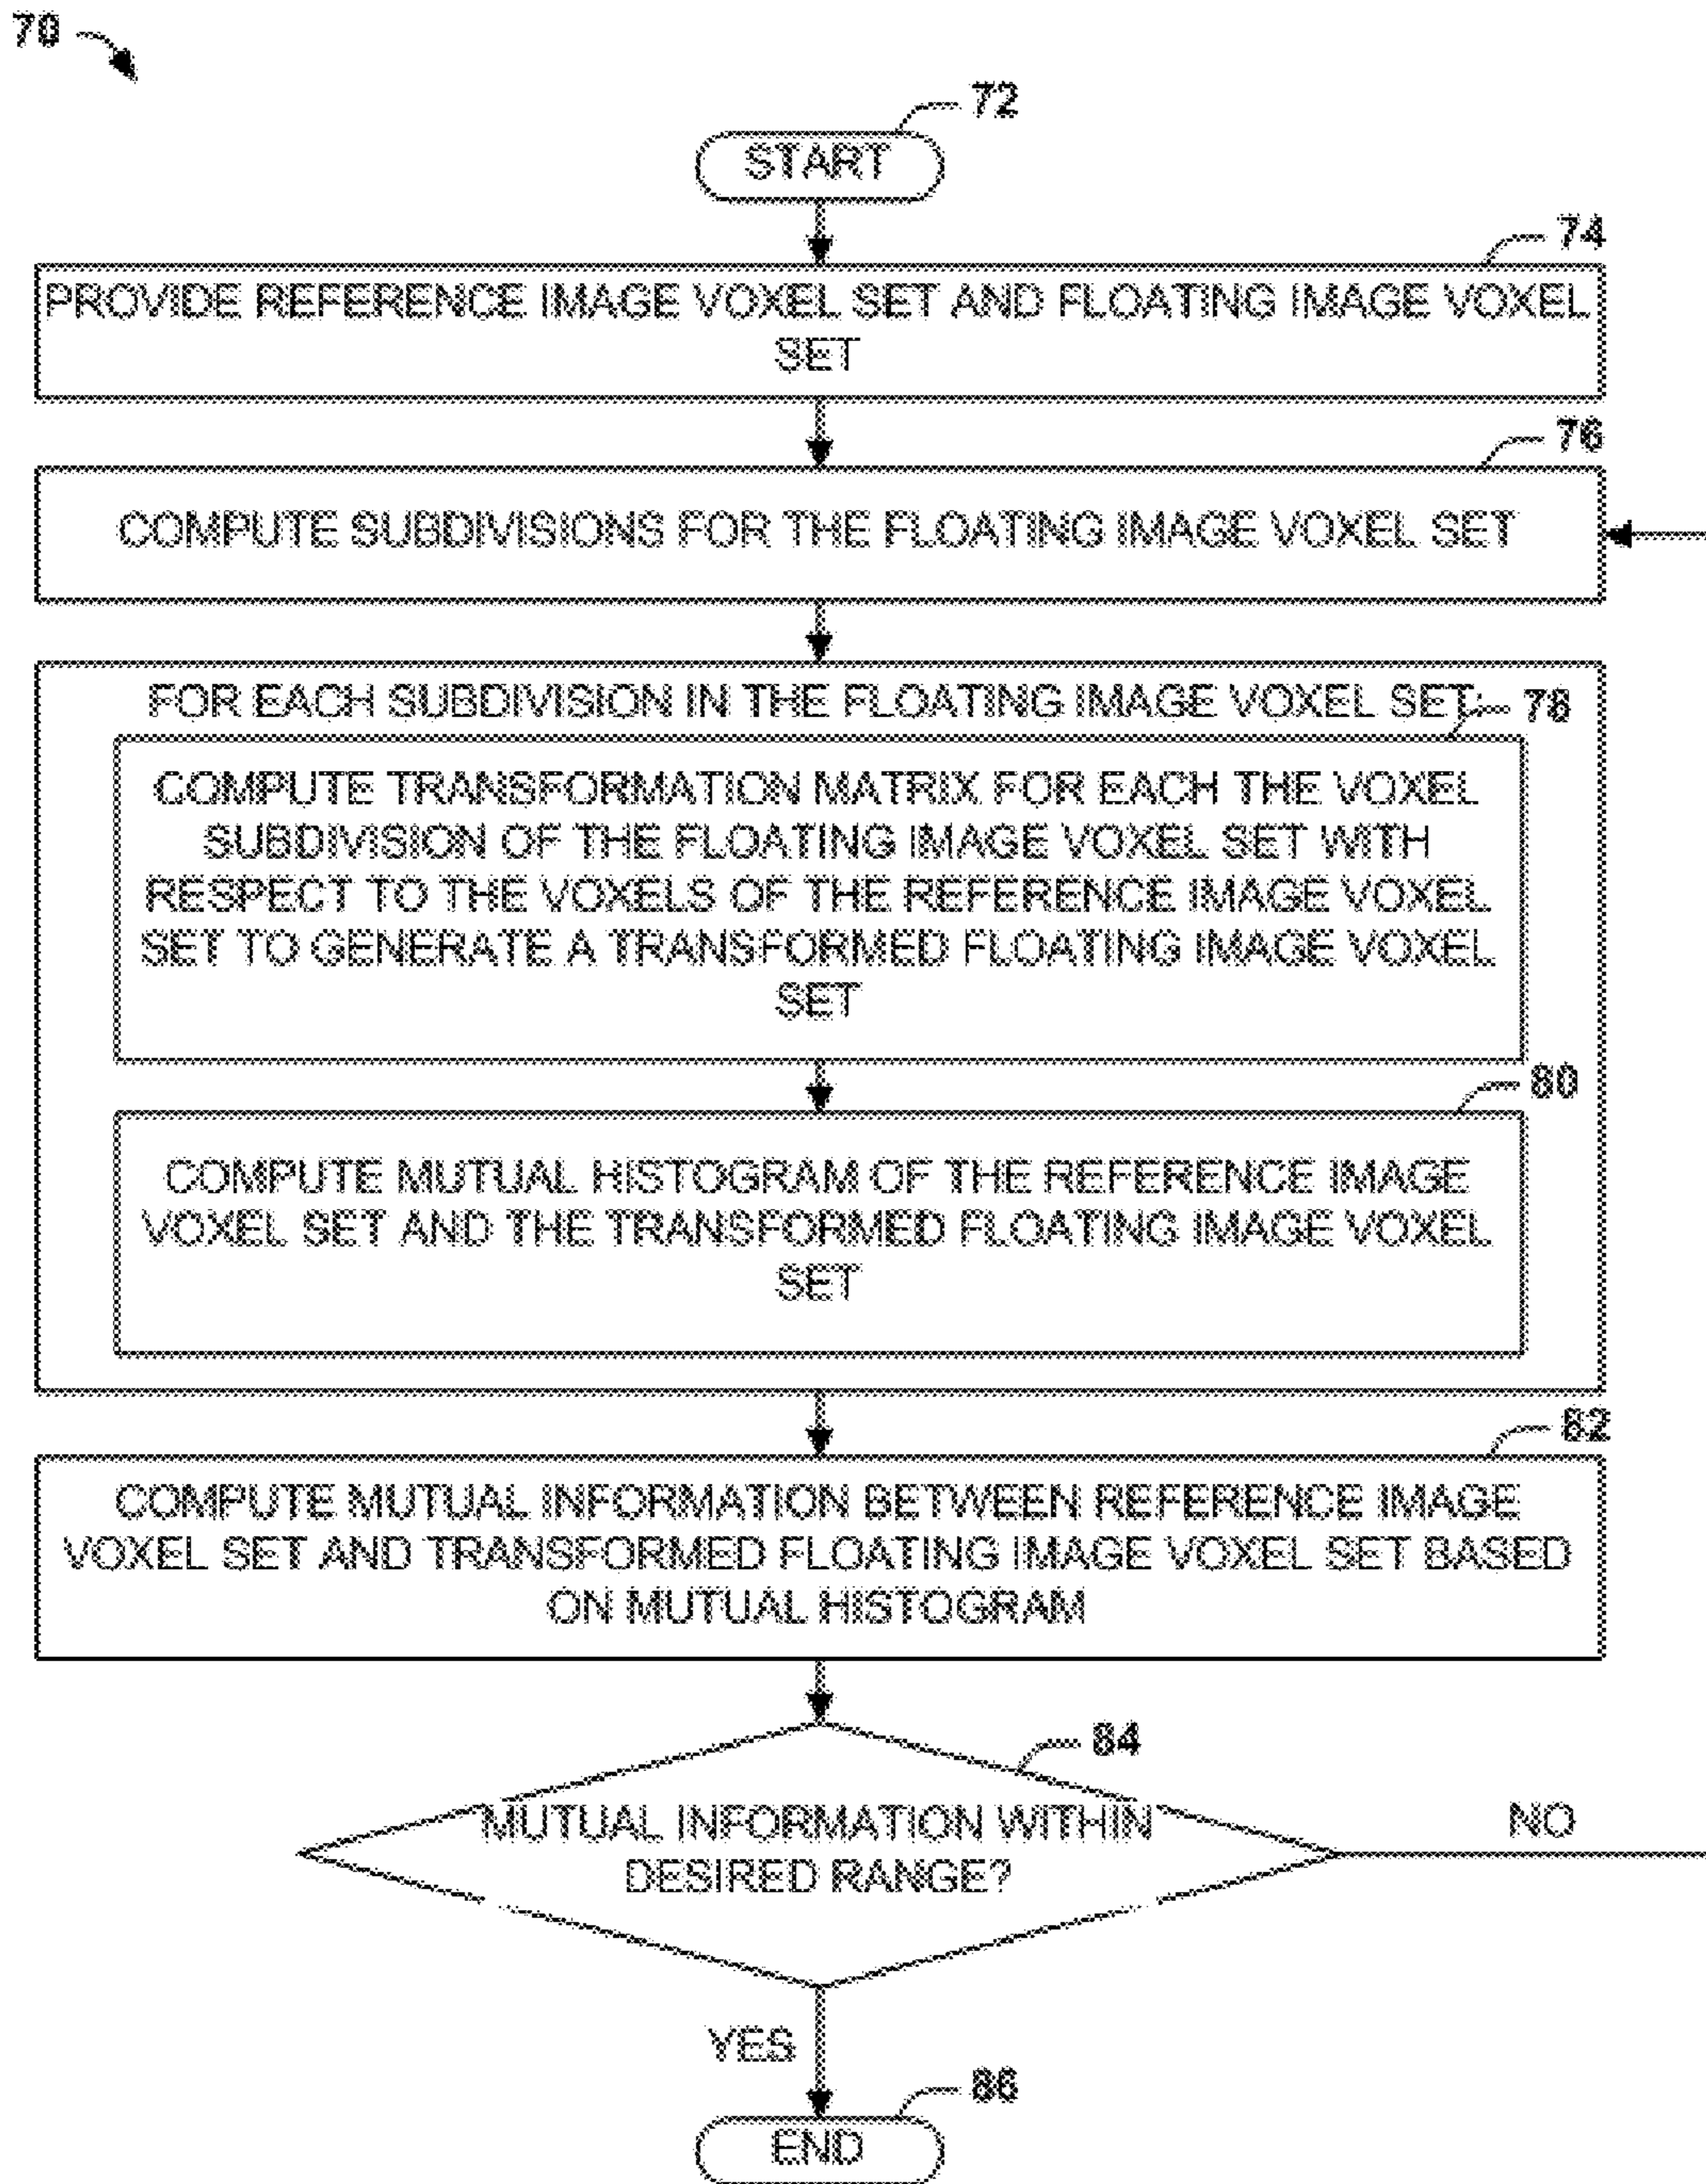 70
72
START
74
PROVIDE REFERENCE IMAGE VOXEL SET AND FLOATING IMAGE VOXEL
SET
76
COMPUTE SUBDIVISIONS FOR THE FLOATING IMAGE VOXEL SET
FOR EACH SUBDIVISION IN THE FLOATING IMAGE VOXEL SET:
78
COMPUTE TRANSFORMATION MATRIX FOR EACH THE VOXEL
SUBDIVISION OF THE FLOATING IMAGE VOXEL SET WITH
RESPECT TO THE VOXELS OF THE REFERENCE IMAGE VOXEL
SET TO GENERATE A TRANSFORMED FLOATING IMAGE VOXEL
SET
80
COMPUTE MUTUAL HISTOGRAM OF THE REFERENCE IMAGE
VOXEL SET AND THE TRANSFORMED FLOATING IMAGE VOXEL
SET
82
COMPUTE MUTUAL INFORMATION BETWEEN REFERENCE IMAGE
VOXEL SET AND TRANSFORMED FLOATING IMAGE VOXEL SET BASED
ON MUTUAL HISTOGRAM
84
MUTUAL INFORMATION WITHIN
DESIRED RANGE?
NO
YES
86
END